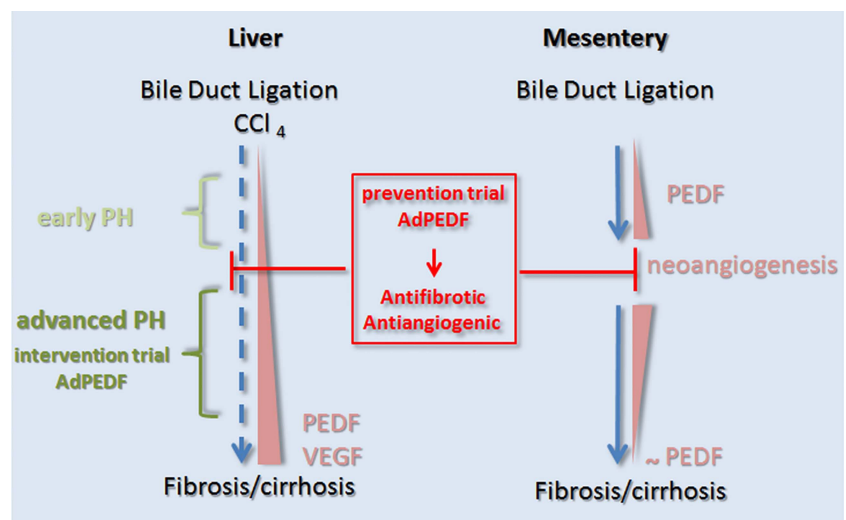 Liver
Bile Duct Ligation
CCl 4
early PH
advanced PH
intervention trial
AdPEDF
PEDF
VEGF
Fibrosis/cirrhosis
prevention trial
AdPEDF
Antifibrotic
Antiangiogenic
Mesentery
Bile Duct Ligation
PEDF
neoangiogenesis
~ PEDF
Fibrosis/cirrhosis